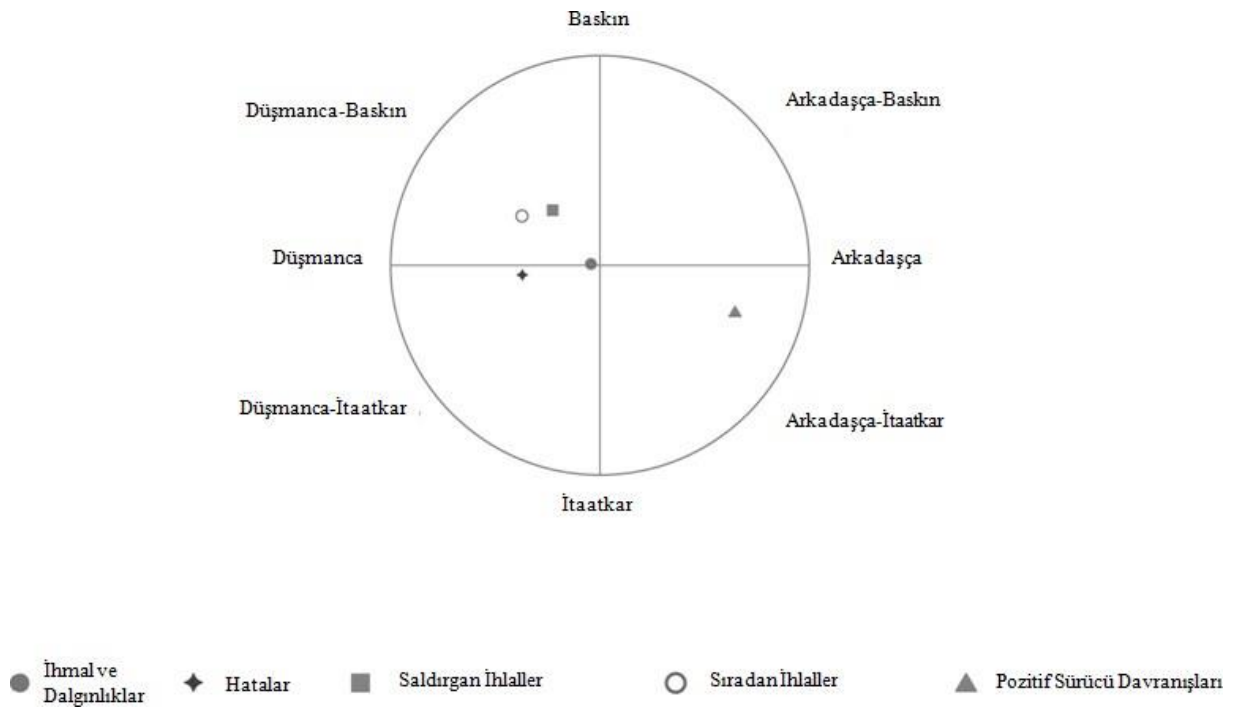 Baskın
Düşmanca-Baskın
Arkadaşça-Baskın
Düşmanca
Arkadaşça
Düşmanca-İtaatkar
Arkadaşça-İtaatkar
İtaatkar
İhmal ve
Dalgınlıklar
Hatalar
Saldırgan İhlaller
Sıradan İhlaller
Pozitif Sürücü Davranışları